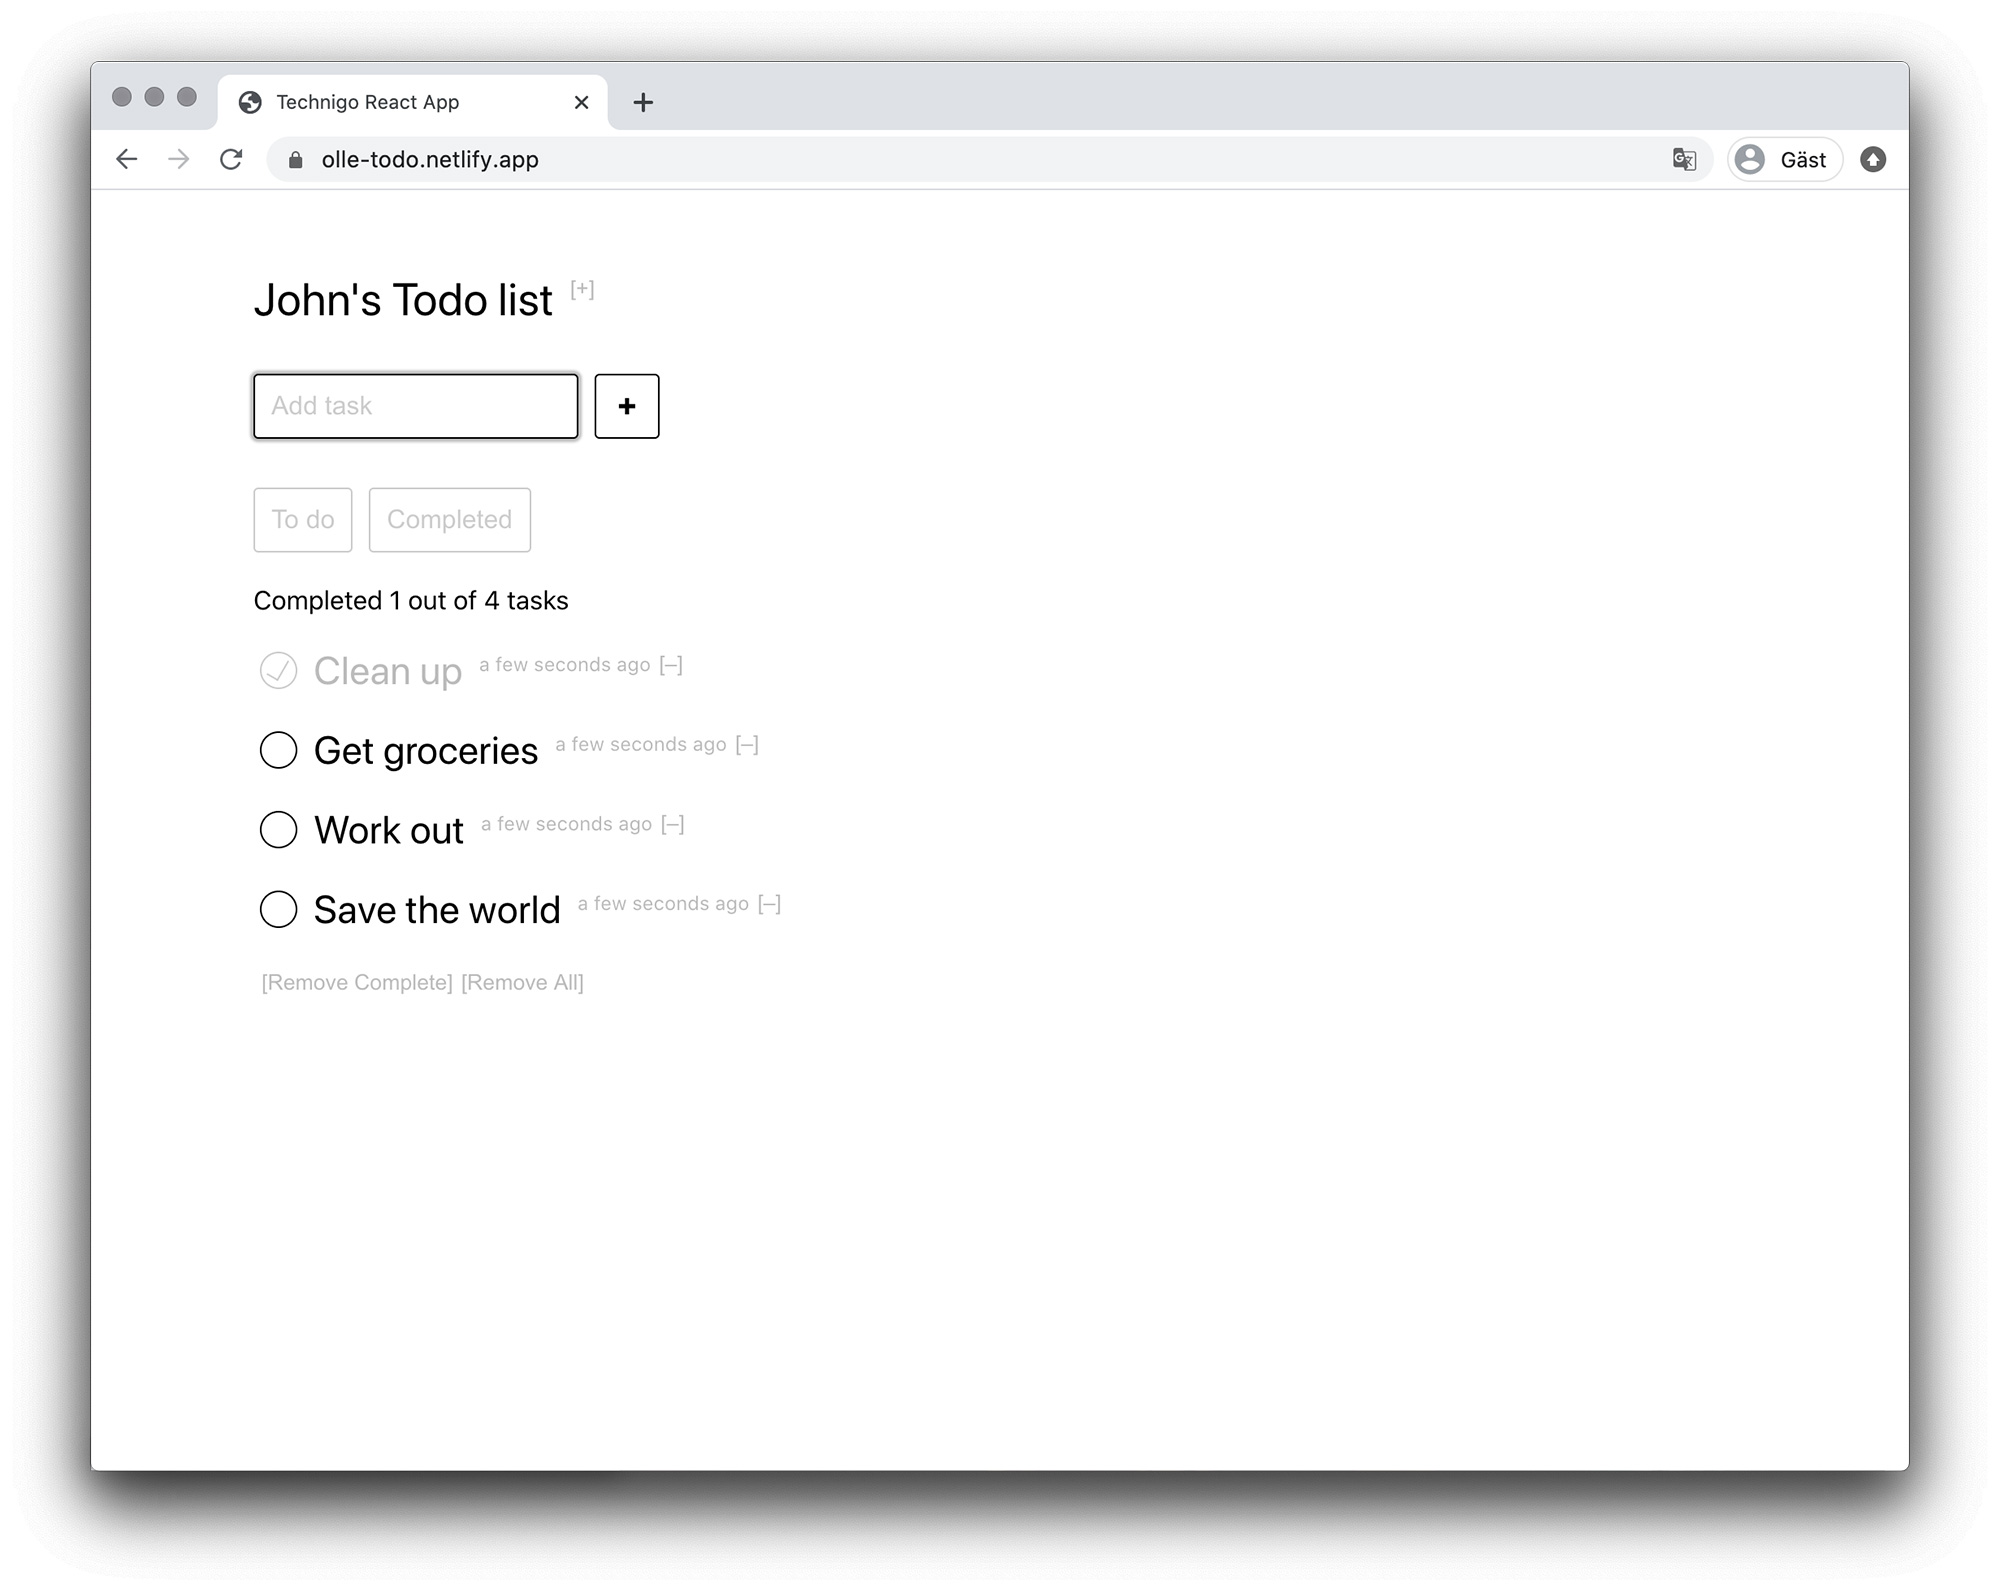 Technigo React App
olle-todo.netlify.app
Gäst
John's Todo list [+]
Add task +
To do Completed
Completed 1 out of 4 tasks
Clean up a few seconds ago [–]
Get groceries a few seconds ago [–]
Work out a few seconds ago [–]
Save the world a few seconds ago [–]
[Remove Complete] [Remove All]